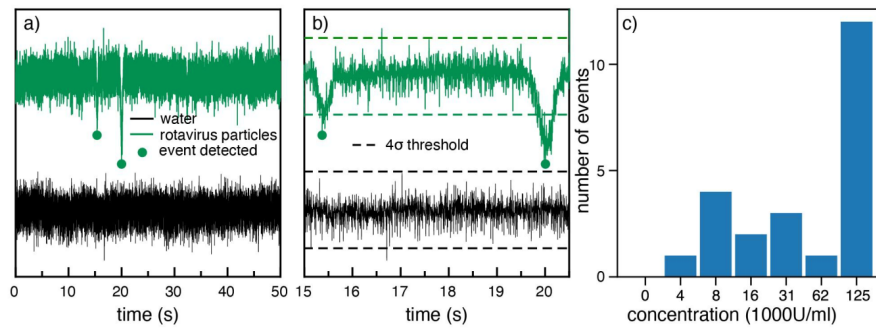 a)
water
rotavirus particles
event detected
0 10 20 30 40 50
time (s)
b)
4σ threshold
15 16 17 18 19 20
time (s)
c)
10
5
0
number of events
0 4 8 16 31 62 125
concentration (1000U/ml)